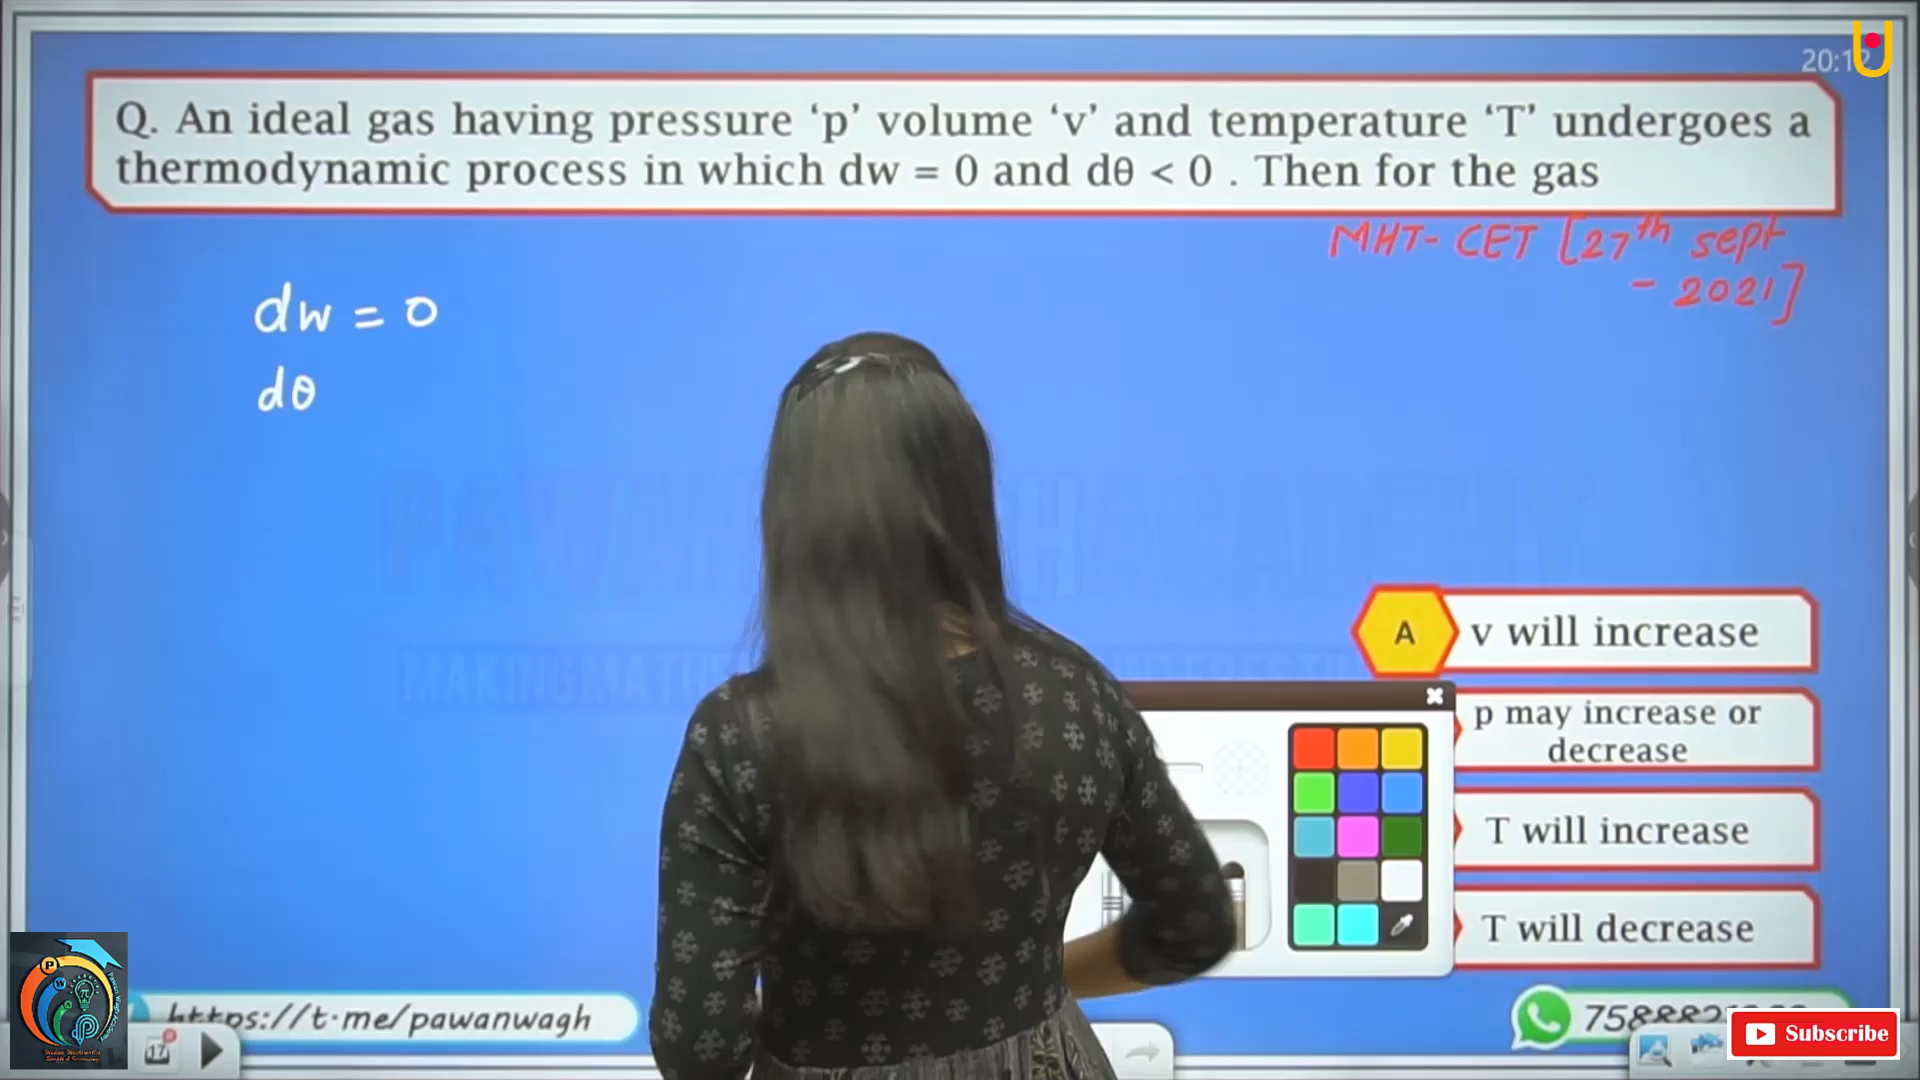 20:12
Q. An ideal gas having pressure ‘p’ volume ‘v’ and temperature ‘T’ undergoes a
thermodynamic process in which dw = 0 and dθ < 0 . Then for the gas
MHT-CET [27th sept
- 2021]
dw = 0
dθ
A
v will increase
p may increase or
decrease
T will increase
T will decrease
https://t.me/pawanwagh
Subscribe
17